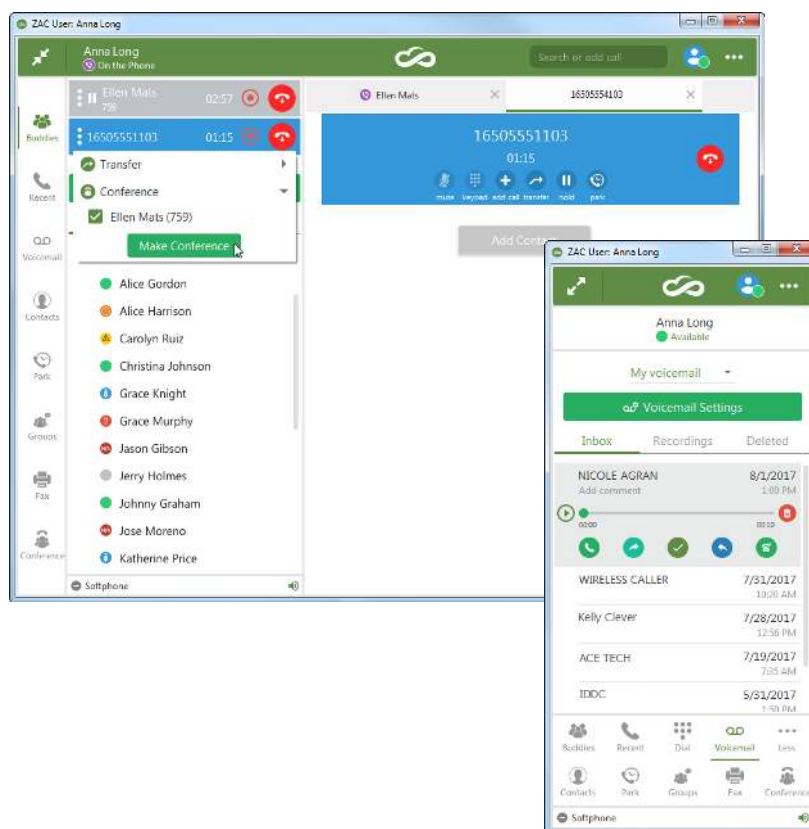 ZAC User: Anna Long
Anna Long
On the Phone
Search or add call
Buddies
Recent
Voicemail
Contacts
Park
Groups
Fax
Conference
Ellen Mats 02:57
759
16505551103 01:15
Transfer
Conference
Ellen Mats (759)
Make Conference
Alice Gordon
Alice Harrison
Carolyn Ruiz
Christina Johnson
Grace Knight
Grace Murphy
Jason Gibson
Jerry Holmes
Johnny Graham
Jose Moreno
Katherine Price
Softphone
Ellen Mats 16505554103
16505551103
01:15
mute keypad add call transfer hold park
Add Contact
ZAC User: Anna Long
Anna Long
Available
My voicemail
Voicemail Settings
Inbox Recordings Deleted
NICOLE AGRAN 8/1/2017
Add comment 1:00 PM
00:00 00:10
WIRELESS CALLER 7/31/2017
10:20 AM
Kelly Clever 7/28/2017
12:56 PM
ACE TECH 7/19/2017
7:35 AM
IDDC 5/31/2017
1:50 PM
Buddies Recent Dial Voicemail Less
Contacts Park Groups Fax Conference
Softphone